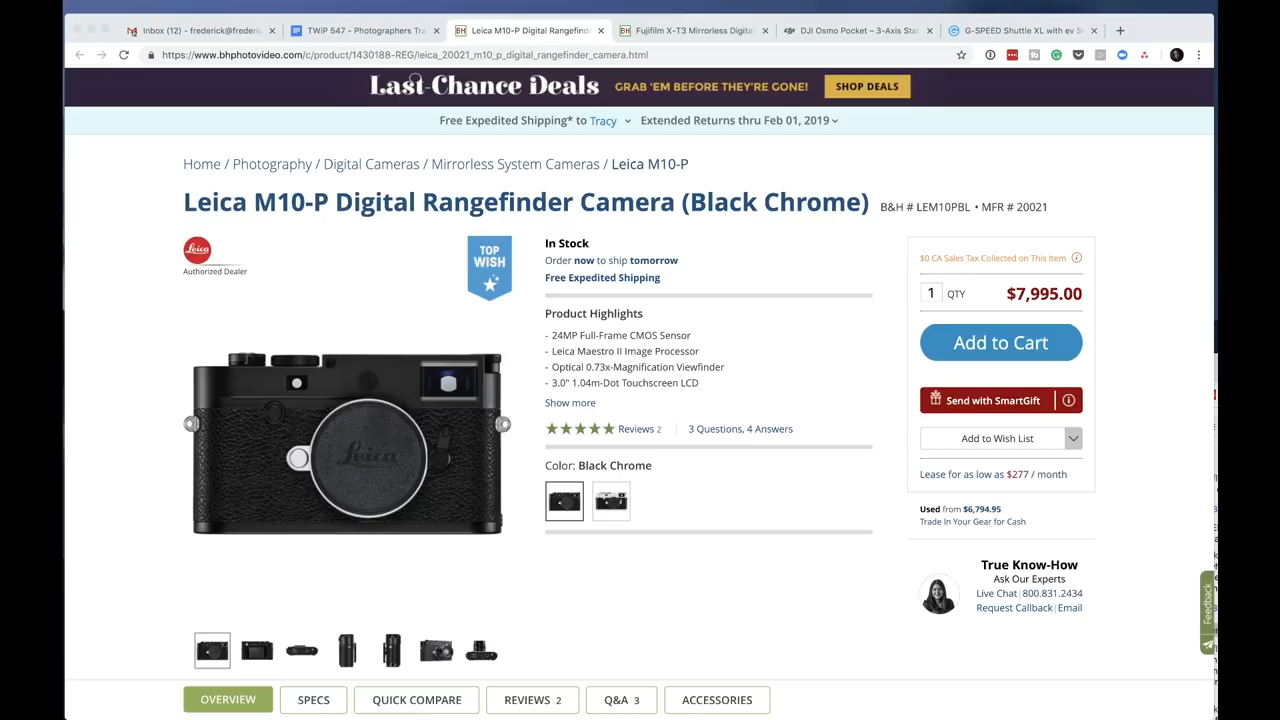 Inbox (12) - frederick@frederic
TWiP 547 - Photographers Tra
Leica M10-P Digital Rangefinde
Fujifilm X-T3 Mirrorless Digital
DJI Osmo Pocket – 3-Axis Sta
G-SPEED Shuttle XL with ev S
https://www.bhphotovideo.com/c/product/1430188-REG/leica_20021_m10_p_digital_rangefinder_camera.html
Last-Chance Deals GRAB 'EM BEFORE THEY'RE GONE! SHOP DEALS
Free Expedited Shipping* to Tracy Extended Returns thru Feb 01, 2019
Home / Photography / Digital Cameras / Mirrorless System Cameras / Leica M10-P
Leica M10-P Digital Rangefinder Camera (Black Chrome) B&H # LEM10PBL • MFR # 20021
Leica
Authorized Dealer
TOP
WISH
In Stock
Order now to ship tomorrow
Free Expedited Shipping
Product Highlights
- 24MP Full-Frame CMOS Sensor
- Leica Maestro II Image Processor
- Optical 0.73x-Magnification Viewfinder
- 3.0" 1.04m-Dot Touchscreen LCD
Show more
Reviews 2 3 Questions, 4 Answers
Color: Black Chrome
Leica
$0 CA Sales Tax Collected on This Item
1 QTY $7,995.00
Add to Cart
Send with SmartGift
Add to Wish List
Lease for as low as $277 / month
Used from $6,794.95
Trade In Your Gear for Cash
True Know-How
Ask Our Experts
Live Chat | 800.831.2434
Request Callback | Email
Feedback
OVERVIEW SPECS QUICK COMPARE REVIEWS 2 Q&A 3 ACCESSORIES